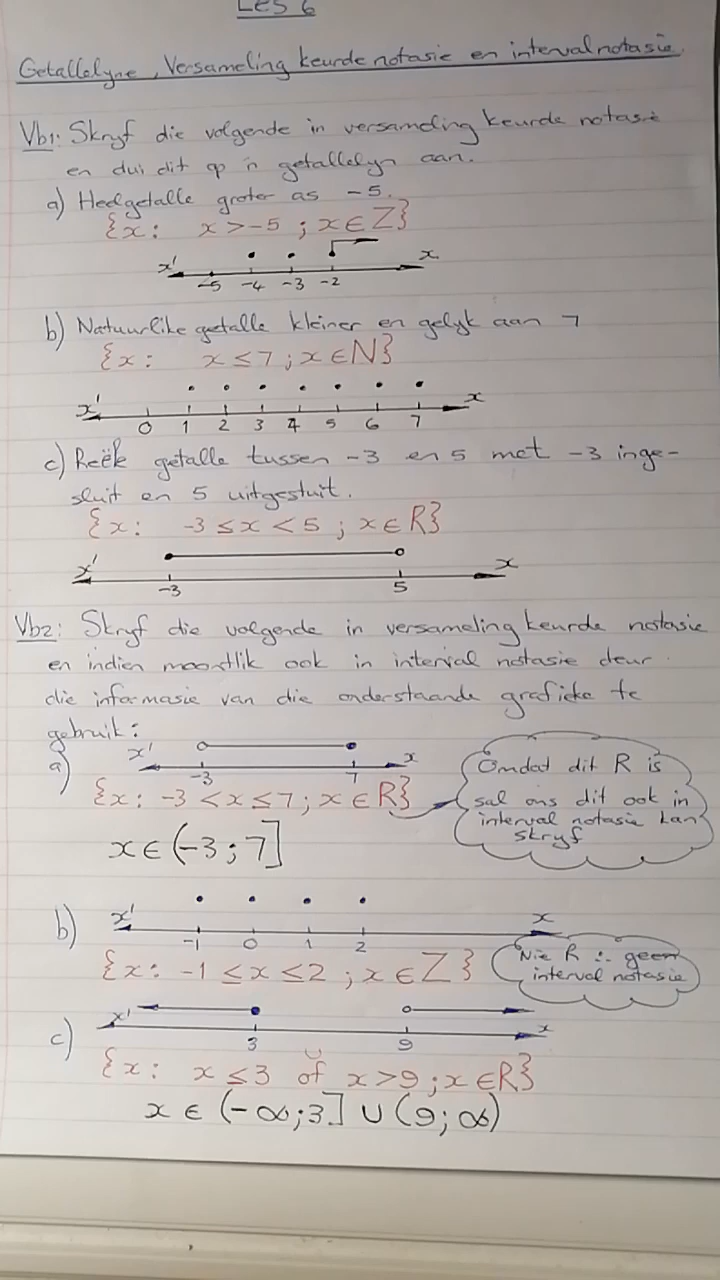 Les 6
Getallelyne, Versameling keurde notasie en intervalnotasie.
Vb1: Skryf die volgende in versameling keurde notasie
en dui dit op 'n getallelyn aan.
a) Heelgetalle groter as -5.
{x: x > -5 ; x ∈ Z}
x' -5 -4 -3 -2 x
b) Natuurlike getalle kleiner en gelyk aan 7
{x: x ≤ 7 ; x ∈ N}
x' 0 1 2 3 4 5 6 7 x
c) Reële getalle tussen -3 en 5 met -3 inge-
sluit en 5 uitgesluit.
{x: -3 ≤ x < 5 ; x ∈ R}
x' -3 5 x
Vb2: Skryf die volgende in versameling keurde notasie
en indien moontlik ook in interval notasie deur
die informasie van die onderstaande grafieke te
gebruik:
a) x' -3 7 x
{x: -3 < x ≤ 7 ; x ∈ R}
x ∈ (-3 ; 7]
Omdat dit R is
sal ons dit ook in
interval notasie kan
skryf
b) x' -1 0 1 2 x
{x: -1 ≤ x ≤ 2 ; x ∈ Z}
Nie R ∴ geen
interval notasie
c) x' 3 9 x
{x: x ≤ 3 of x > 9 ; x ∈ R}
x ∈ (-∞ ; 3] ∪ (9 ; ∞)